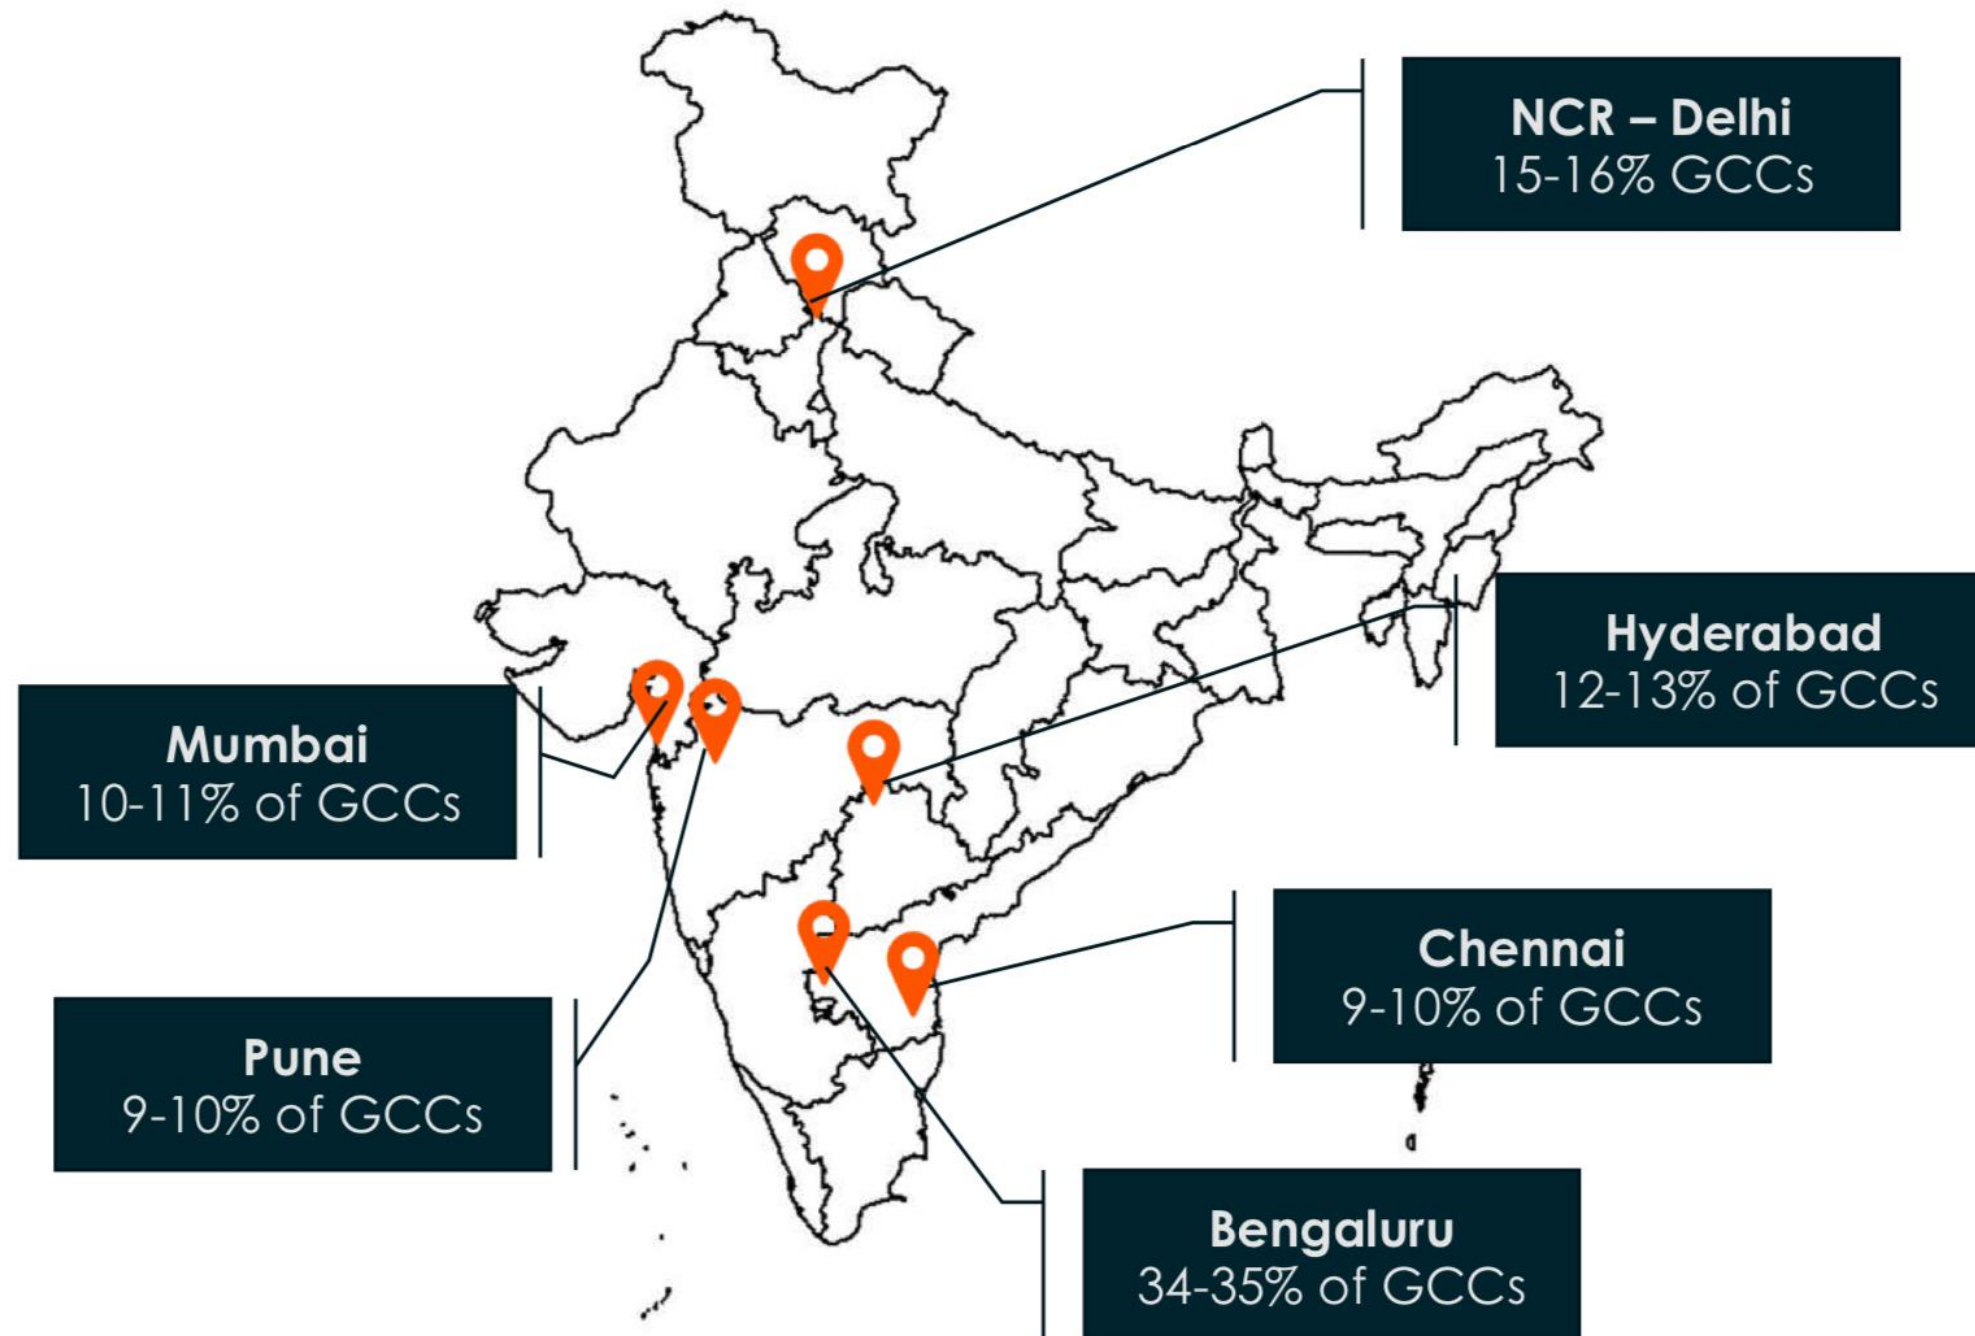 NCR – Delhi
15-16% GCCs
Hyderabad
12-13% of GCCs
Mumbai
10-11% of GCCs
Chennai
9-10% of GCCs
Pune
9-10% of GCCs
Bengaluru
34-35% of GCCs